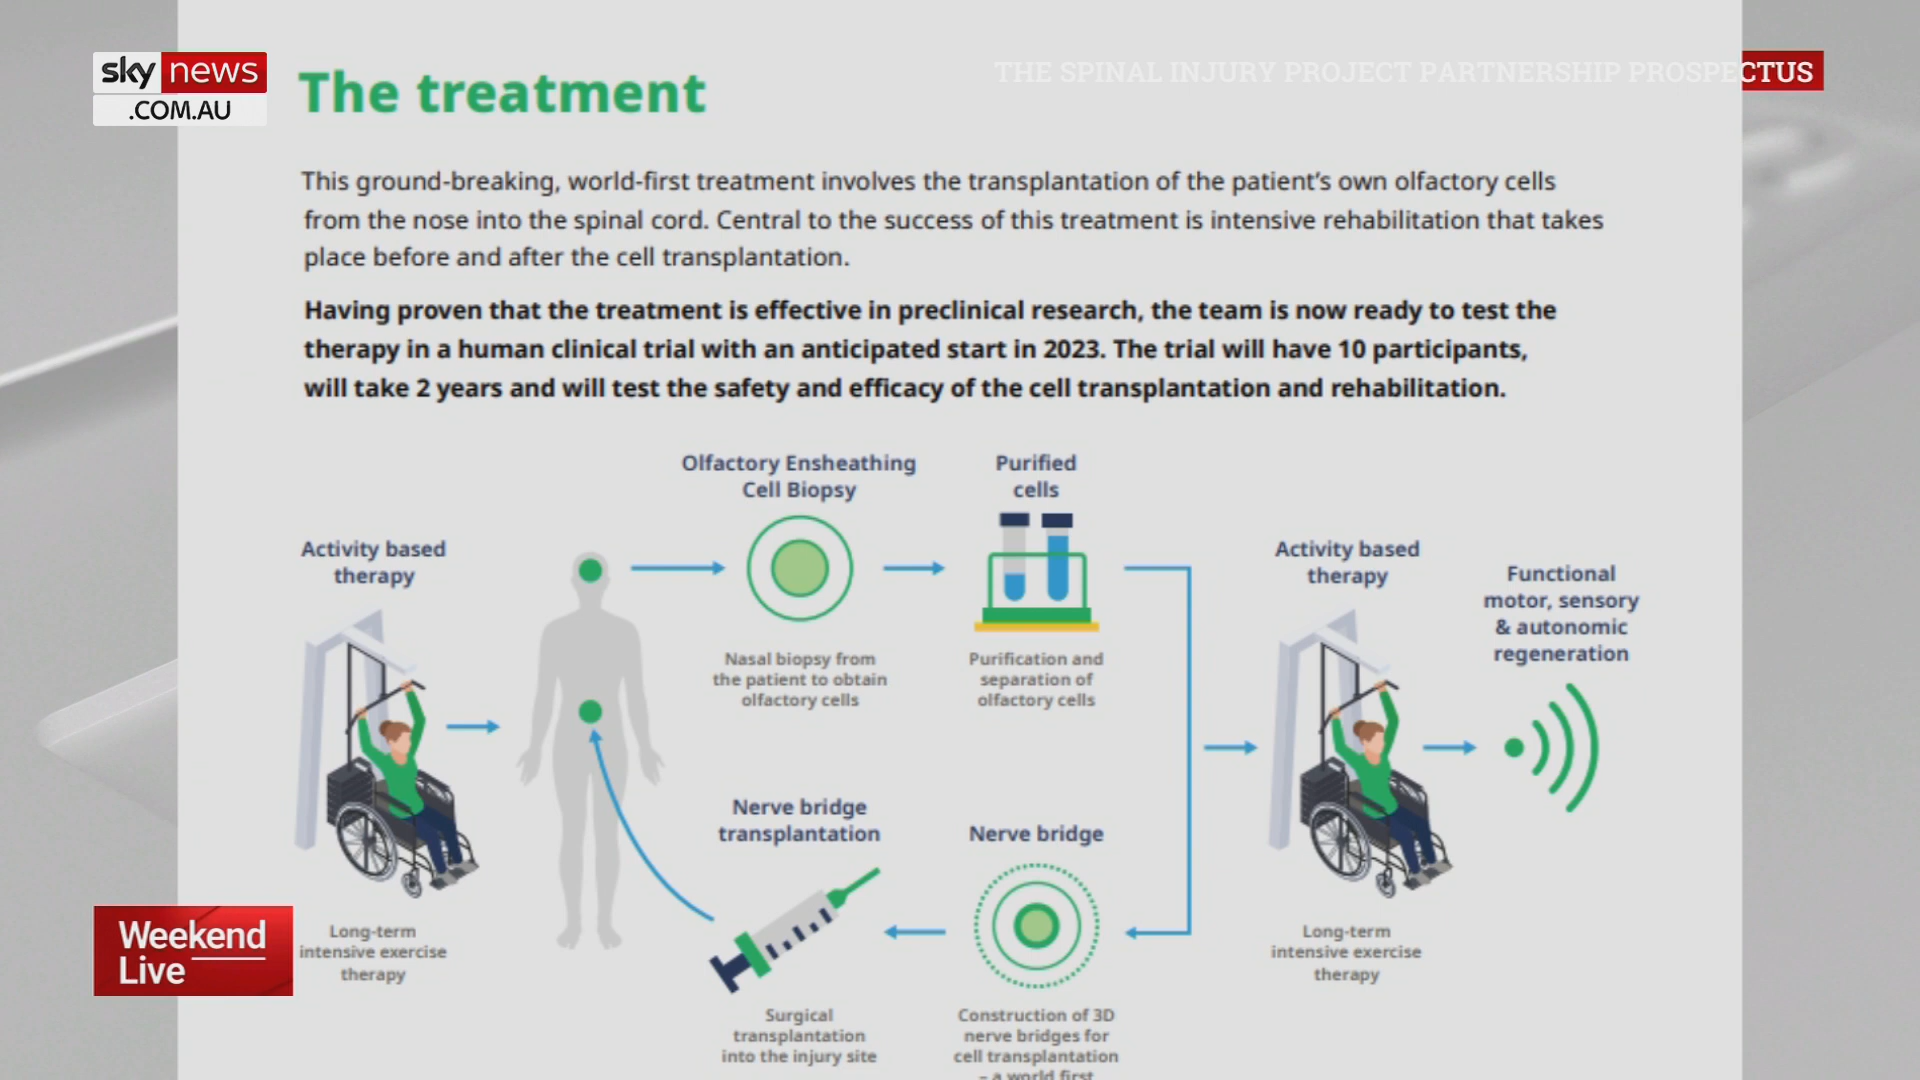 sky news
.COM.AU
THE SPINAL INJURY PROJECT PARTNERSHIP PROSPECTUS
The treatment
This ground-breaking, world-first treatment involves the transplantation of the patient’s own olfactory cells
from the nose into the spinal cord. Central to the success of this treatment is intensive rehabilitation that takes
place before and after the cell transplantation.
Having proven that the treatment is effective in preclinical research, the team is now ready to test the
therapy in a human clinical trial with an anticipated start in 2023. The trial will have 10 participants,
will take 2 years and will test the safety and efficacy of the cell transplantation and rehabilitation.
Activity based
therapy
Long-term
intensive exercise
therapy
Olfactory Ensheathing
Cell Biopsy
Nasal biopsy from
the patient to obtain
olfactory cells
Purified
cells
Purification and
separation of
olfactory cells
Nerve bridge
Construction of 3D
nerve bridges for
cell transplantation
– a world first
Nerve bridge
transplantation
Surgical
transplantation
into the injury site
Activity based
therapy
Long-term
intensive exercise
therapy
Functional
motor, sensory
& autonomic
regeneration
Weekend
Live